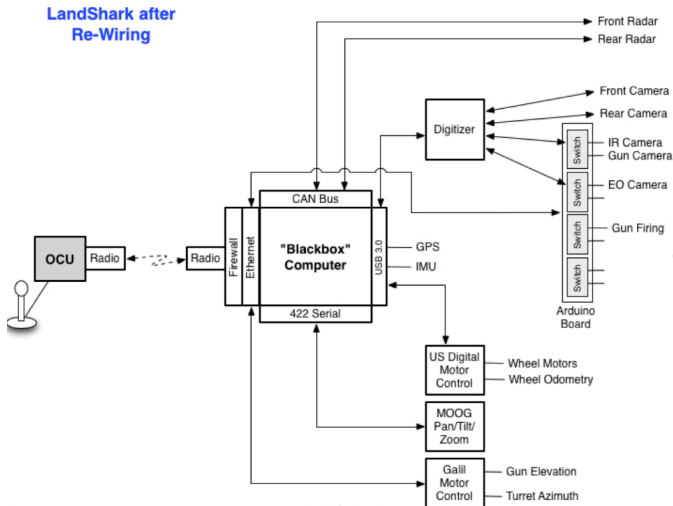 LandShark after
Re-Wiring
Front Radar
Rear Radar
Front Camera
Rear Camera
Digitizer
Switch
IR Camera
Gun Camera
Switch
EO Camera
Switch
Gun Firing
Switch
Arduino
Board
CAN Bus
OCU
Radio
Radio
Firewall
Ethernet
"Blackbox"
Computer
USB 3.0
GPS
IMU
422 Serial
US Digital
Motor
Control
Wheel Motors
Wheel Odometry
MOOG
Pan/Tilt/
Zoom
Galil
Motor
Control
Gun Elevation
Turret Azimuth